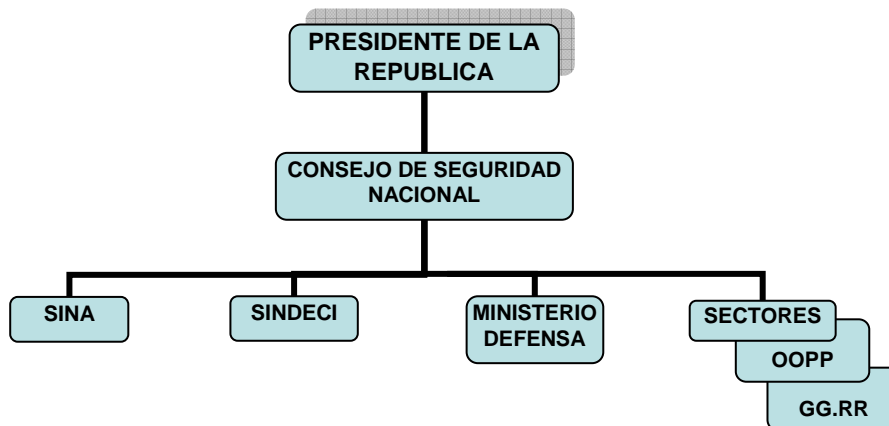 PRESIDENTE DE LA
REPUBLICA
CONSEJO DE SEGURIDAD
NACIONAL
SINA
SINDECI
MINISTERIO
DEFENSA
SECTORES
OOPP
GG.RR